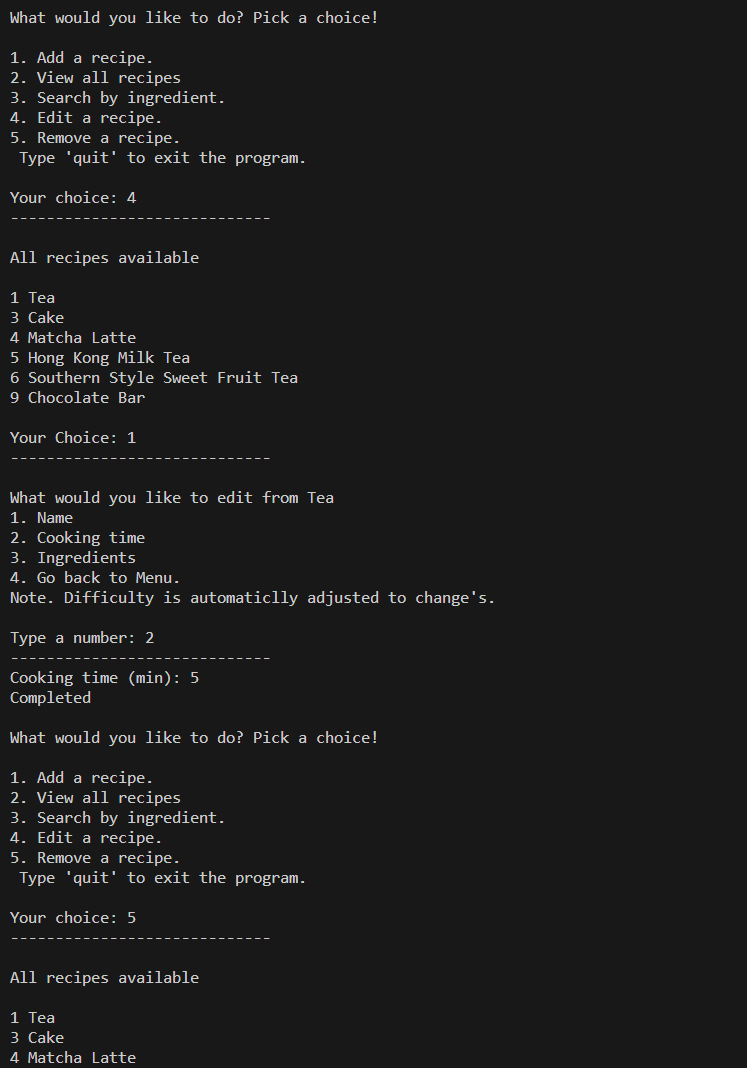 What would you like to do? Pick a choice!
1. Add a recipe.
2. View all recipes
3. Search by ingredient.
4. Edit a recipe.
5. Remove a recipe.
Type 'quit' to exit the program.
Your choice: 4
-----------------------------
All recipes available
1 Tea
3 Cake
4 Matcha Latte
5 Hong Kong Milk Tea
6 Southern Style Sweet Fruit Tea
9 Chocolate Bar
Your Choice: 1
-----------------------------
What would you like to edit from Tea
1. Name
2. Cooking time
3. Ingredients
4. Go back to Menu.
Note. Difficulty is automaticlly adjusted to change's.
Type a number: 2
-----------------------------
Cooking time (min): 5
Completed
What would you like to do? Pick a choice!
1. Add a recipe.
2. View all recipes
3. Search by ingredient.
4. Edit a recipe.
5. Remove a recipe.
Type 'quit' to exit the program.
Your choice: 5
-----------------------------
All recipes available
1 Tea
3 Cake
4 Matcha Latte